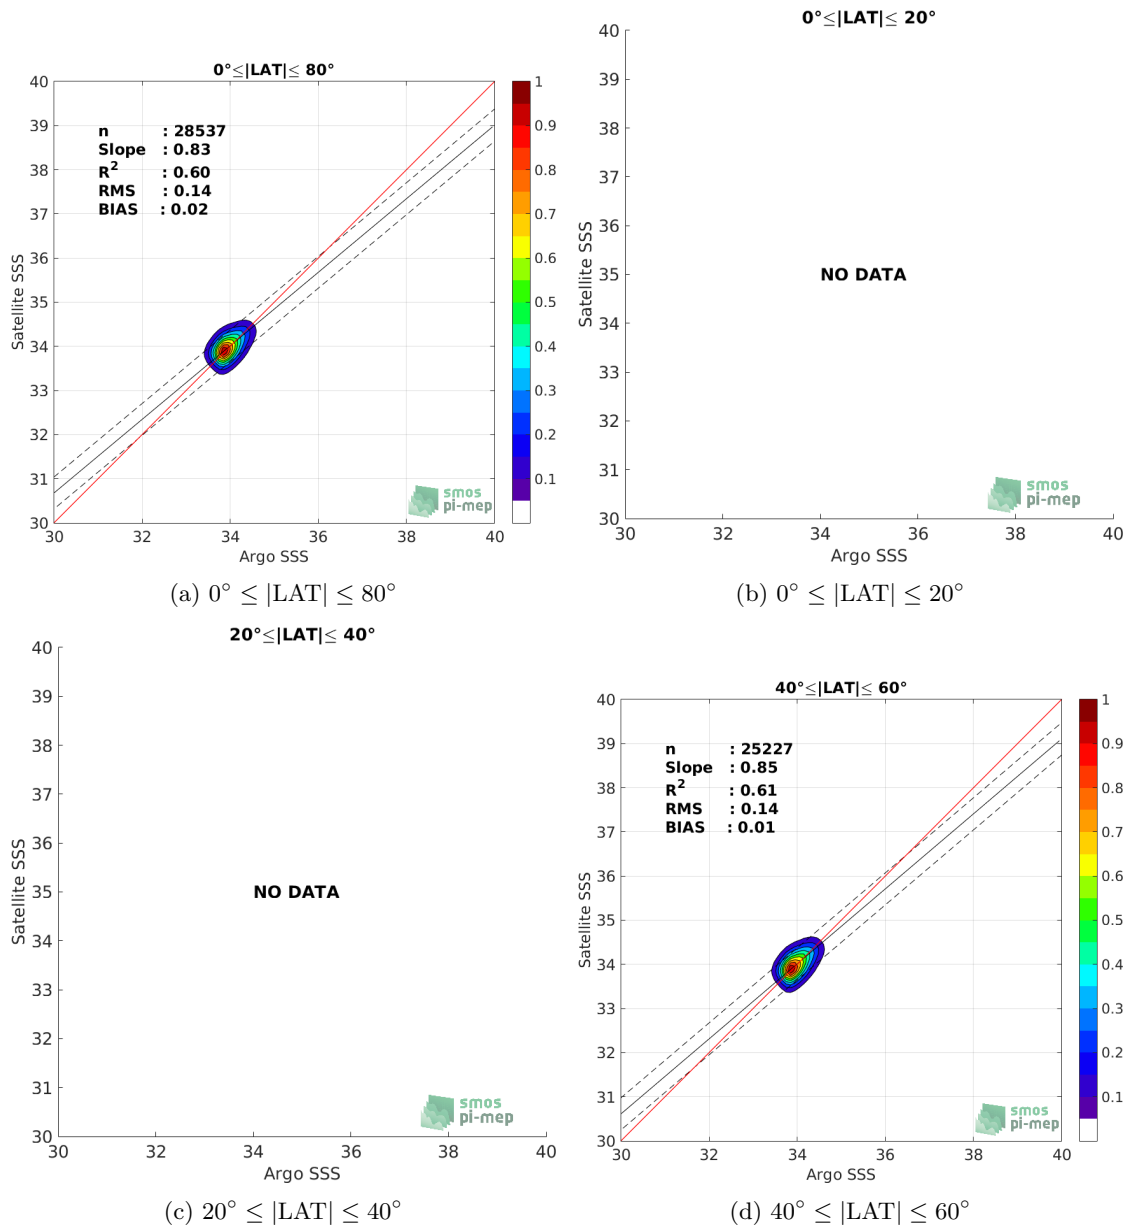 0°≤|LAT|≤ 80°
40
39
38
37
36
35
34
33
32
31
30
n : 28537
Slope : 0.83
R2 : 0.60
RMS : 0.14
BIAS : 0.02
1
0.9
0.8
0.7
0.6
0.5
0.4
0.3
0.2
0.1
Satellite SSS
smos
pi-mep
30 32 34 36 38 40
Argo SSS
(a) 0° ≤ |LAT| ≤ 80°
0°≤|LAT|≤ 20°
40
39
38
37
36
35
34
33
32
31
30
Satellite SSS
NO DATA
smos
pi-mep
30 32 34 36 38 40
Argo SSS
(b) 0° ≤ |LAT| ≤ 20°
20°≤|LAT|≤ 40°
40
39
38
37
36
35
34
33
32
31
30
Satellite SSS
NO DATA
smos
pi-mep
30 32 34 36 38 40
Argo SSS
(c) 20° ≤ |LAT| ≤ 40°
40°≤|LAT|≤ 60°
40
39
38
37
36
35
34
33
32
31
30
n : 25227
Slope : 0.85
R2 : 0.61
RMS : 0.14
BIAS : 0.01
1
0.9
0.8
0.7
0.6
0.5
0.4
0.3
0.2
0.1
Satellite SSS
smos
pi-mep
30 32 34 36 38 40
Argo SSS
(d) 40° ≤ |LAT| ≤ 60°